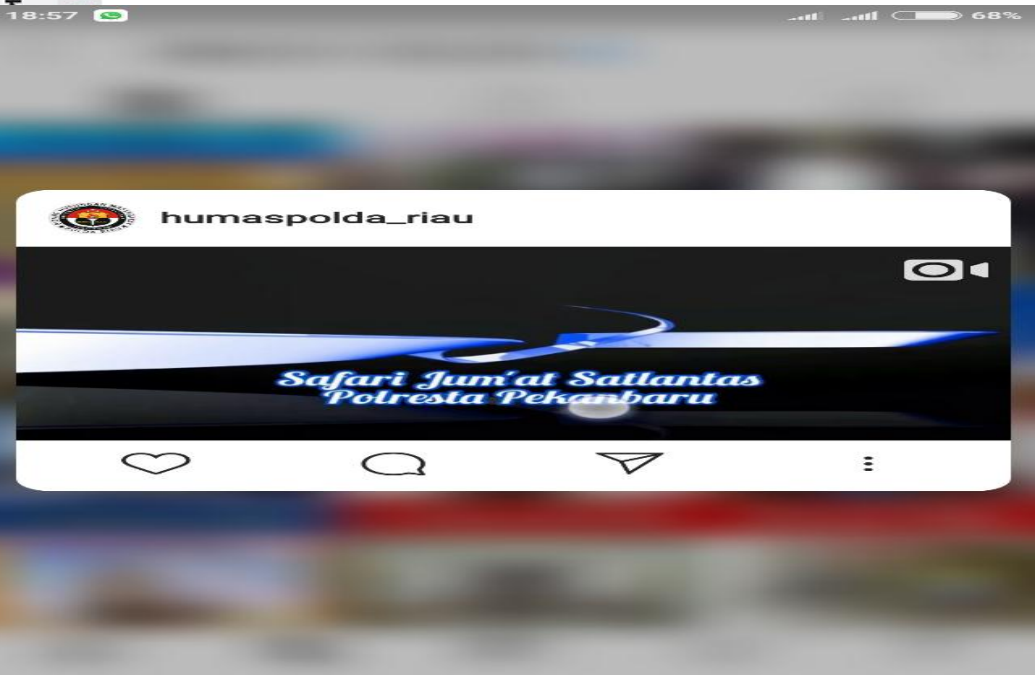 18:57
68%
humaspolda_riau
Safari Jum'at Satlantas
Polresta Pekanbaru